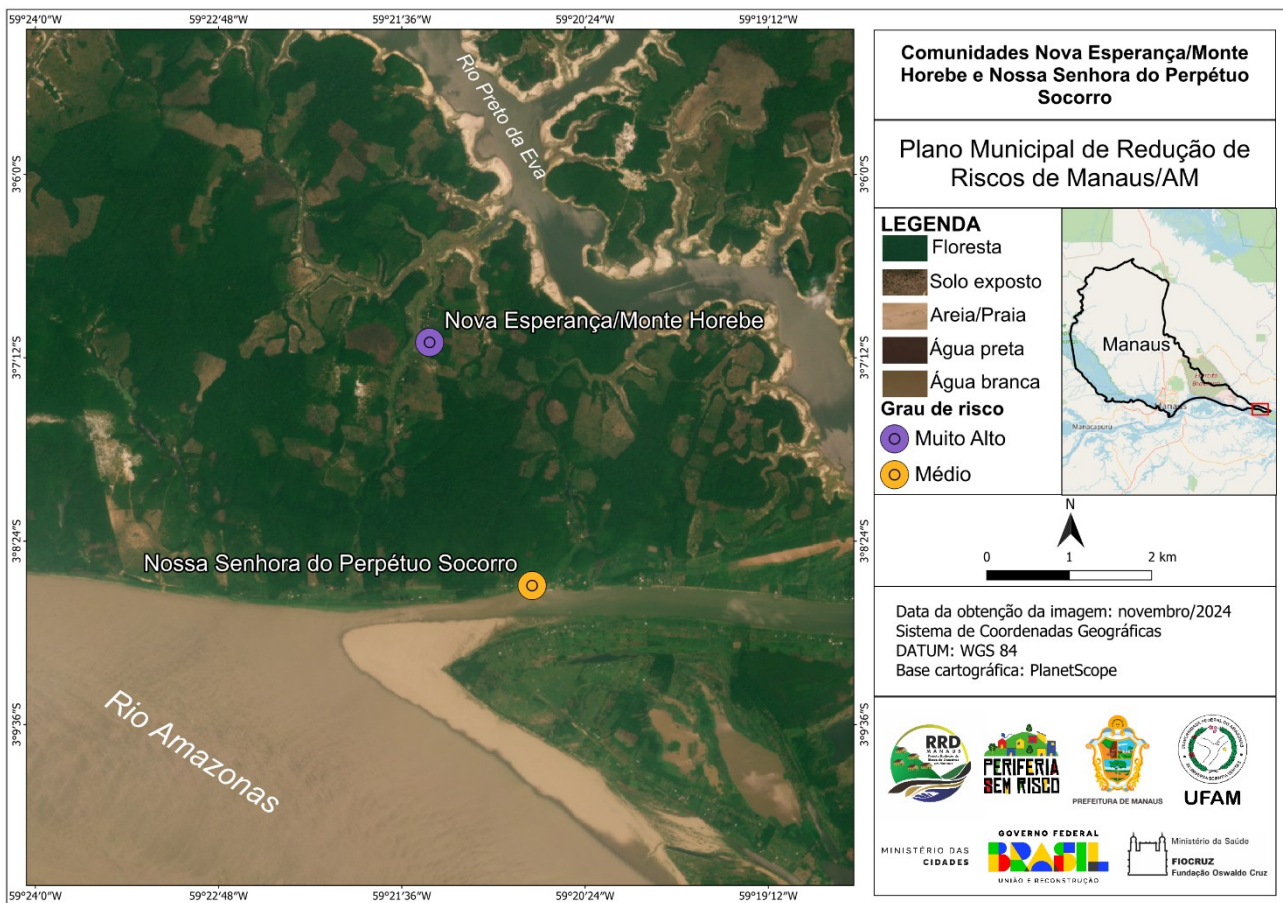 59°24'0"W 59°22'48"W 59°21'36"W 59°20'24"W 59°19'12"W
3°6'0"S
3°7'12"S
3°8'24"S
3°9'36"S
Rio Preto da Eva
Nova Esperança/Monte Horebe
Nossa Senhora do Perpétuo Socorro
Rio Amazonas
3°6'0"S
3°7'12"S
3°8'24"S
3°9'36"S
59°24'0"W 59°22'48"W 59°21'36"W 59°20'24"W 59°19'12"W
Comunidades Nova Esperança/Monte
Horebe e Nossa Senhora do Perpétuo
Socorro
Plano Municipal de Redução de
Riscos de Manaus/AM
LEGENDA
Floresta
Solo exposto
Areia/Praia
Água preta
Água branca
Grau de risco
Muito Alto
Médio
Manaus
Manaus
Manacapuru
N
0 1 2 km
Data da obtenção da imagem: novembro/2024
Sistema de Coordenadas Geográficas
DATUM: WGS 84
Base cartográfica: PlanetScope
RRD
MANAUS
PERIFERIA
SEM RISCO
PREFEITURA DE MANAUS
UFAM
MINISTÉRIO DAS
CIDADES
GOVERNO FEDERAL
BRASIL
UNIÃO E RECONSTRUÇÃO
Ministério da Saúde
FIOCRUZ
Fundação Oswaldo Cruz